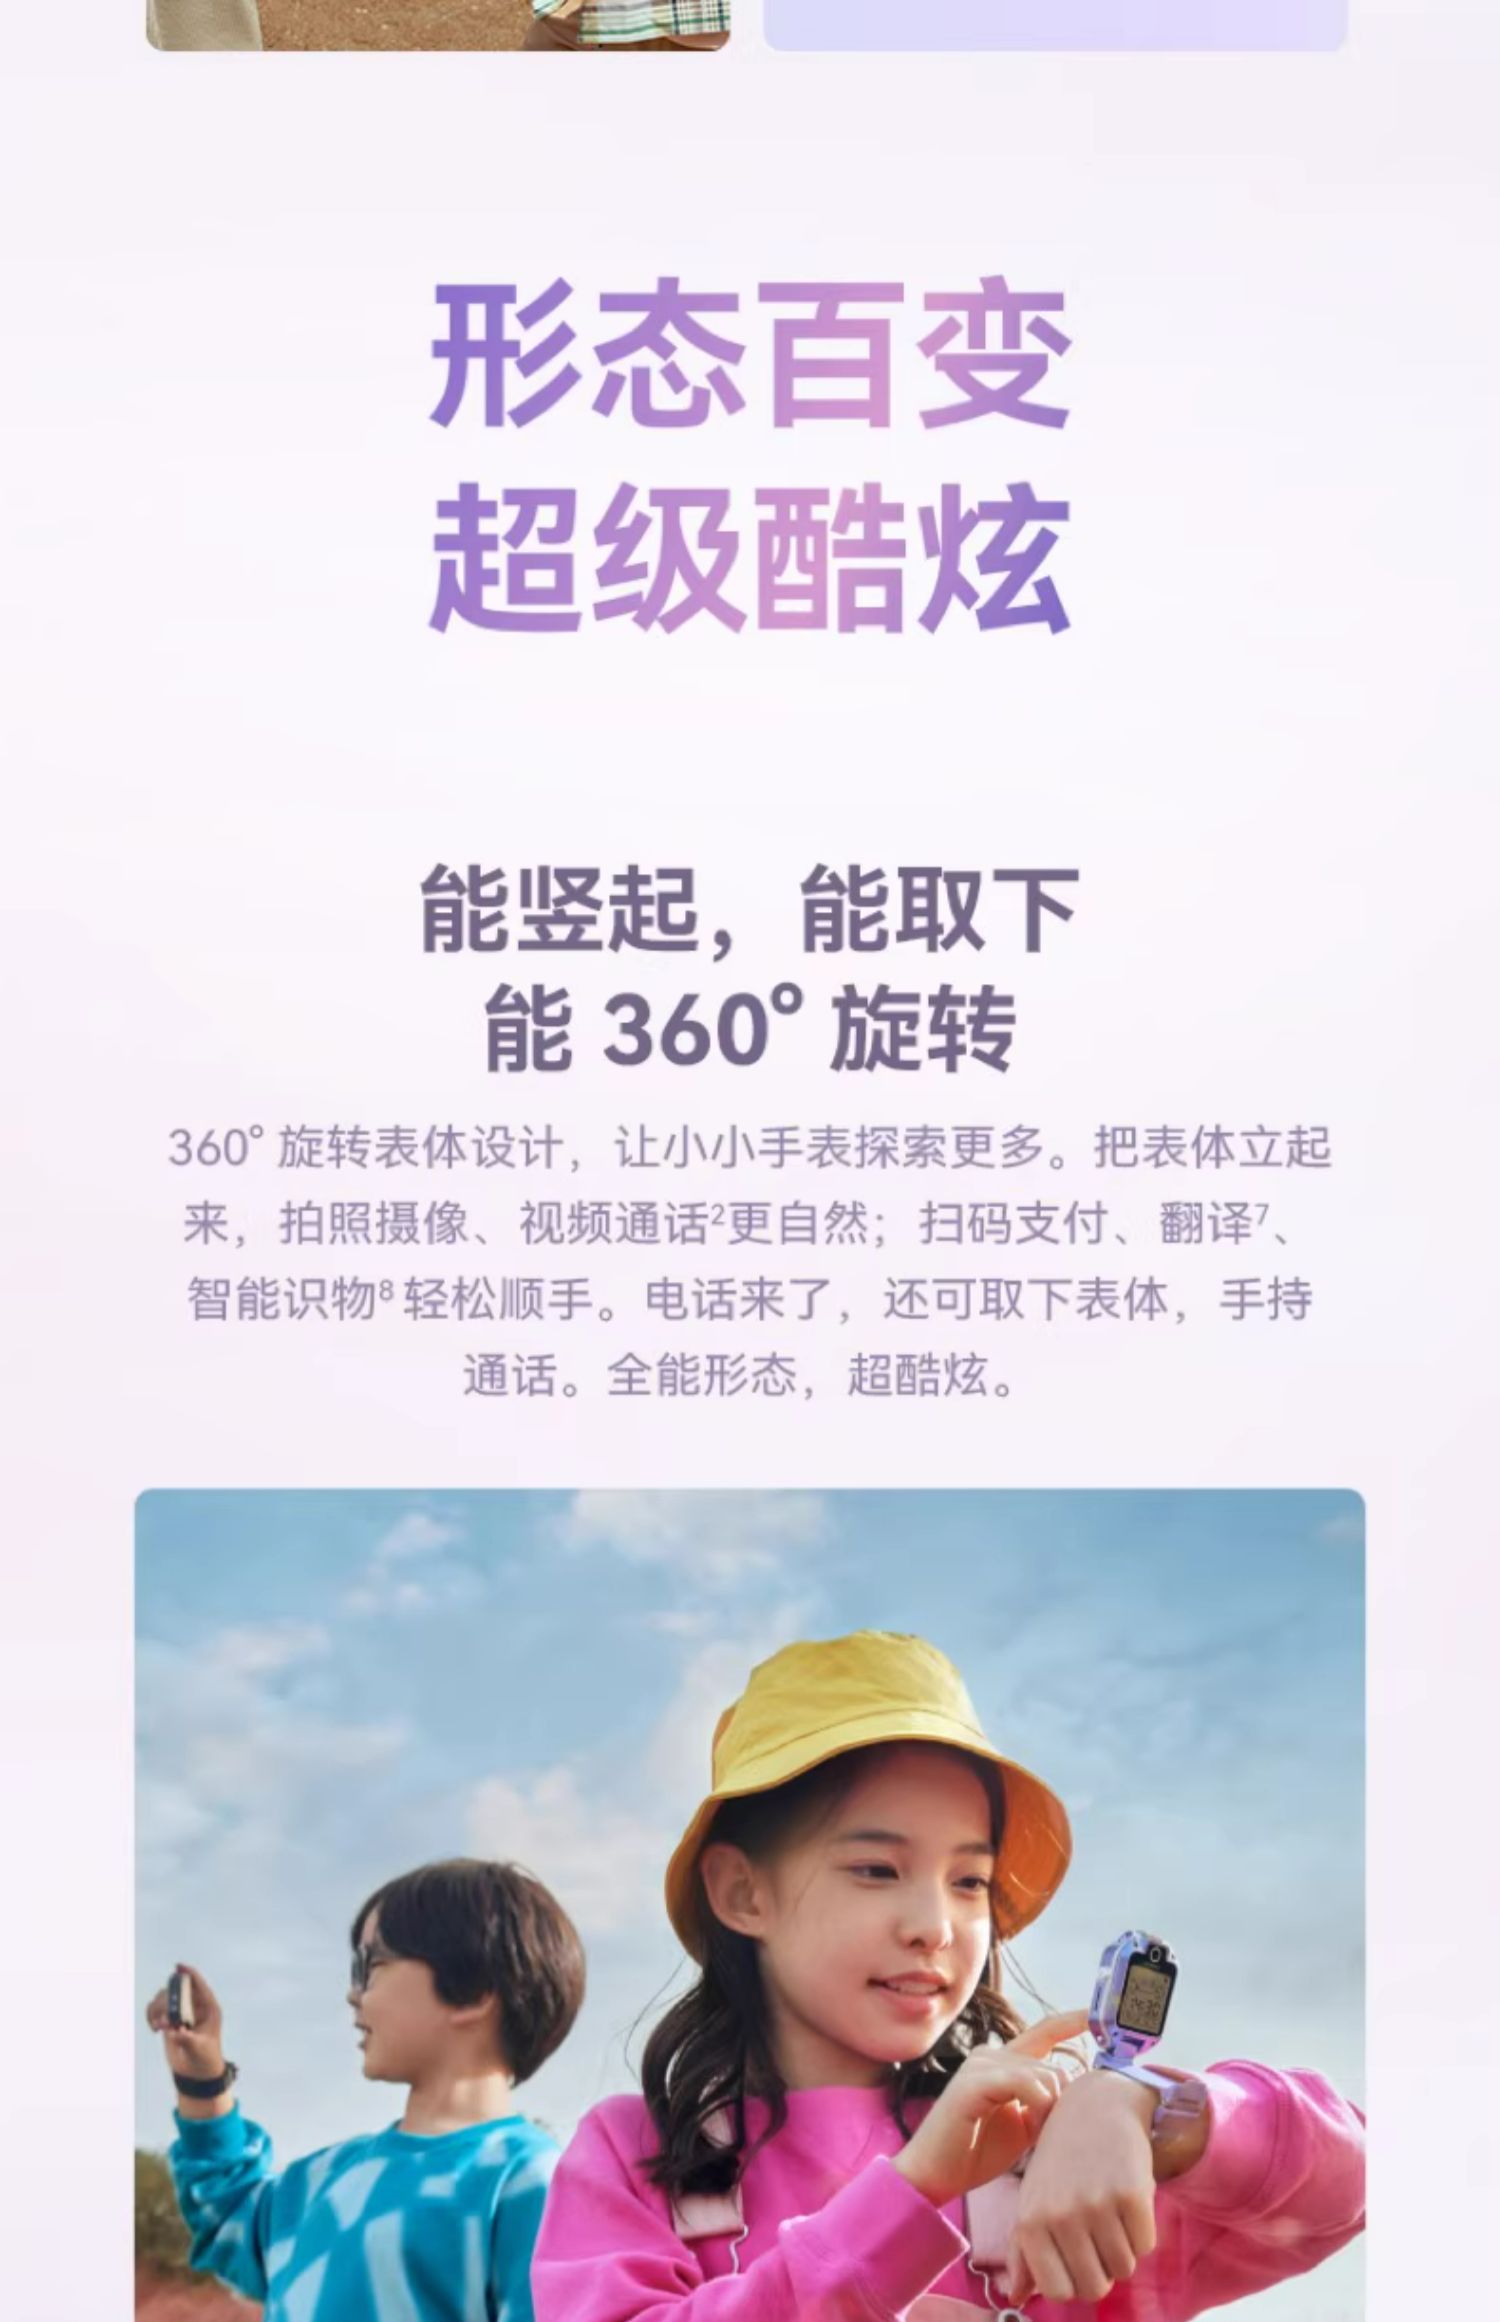 形态百变
超级酷炫
能竖起，能取下
能 360° 旋转
360° 旋转表体设计，让小小手表探索更多。把表体立起
来，拍照摄像、视频通话²更自然；扫码支付、翻译⁷、
智能识物⁸轻松顺手。电话来了，还可取下表体，手持
通话。全能形态，超酷炫。